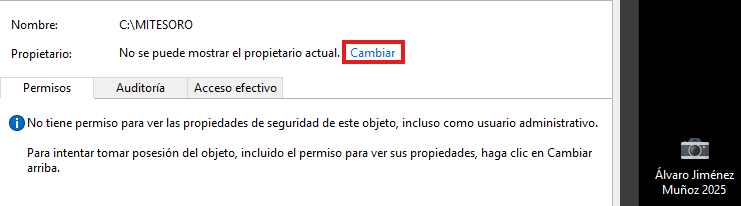 Nombre: C:\MITESORO
Propietario: No se puede mostrar el propietario actual. Cambiar
Permisos Auditoría Acceso efectivo
No tiene permiso para ver las propiedades de seguridad de este objeto, incluso como usuario administrativo.
Para intentar tomar posesión del objeto, incluido el permiso para ver sus propiedades, haga clic en Cambiar
arriba.
Álvaro Jiménez
Muñoz 2025